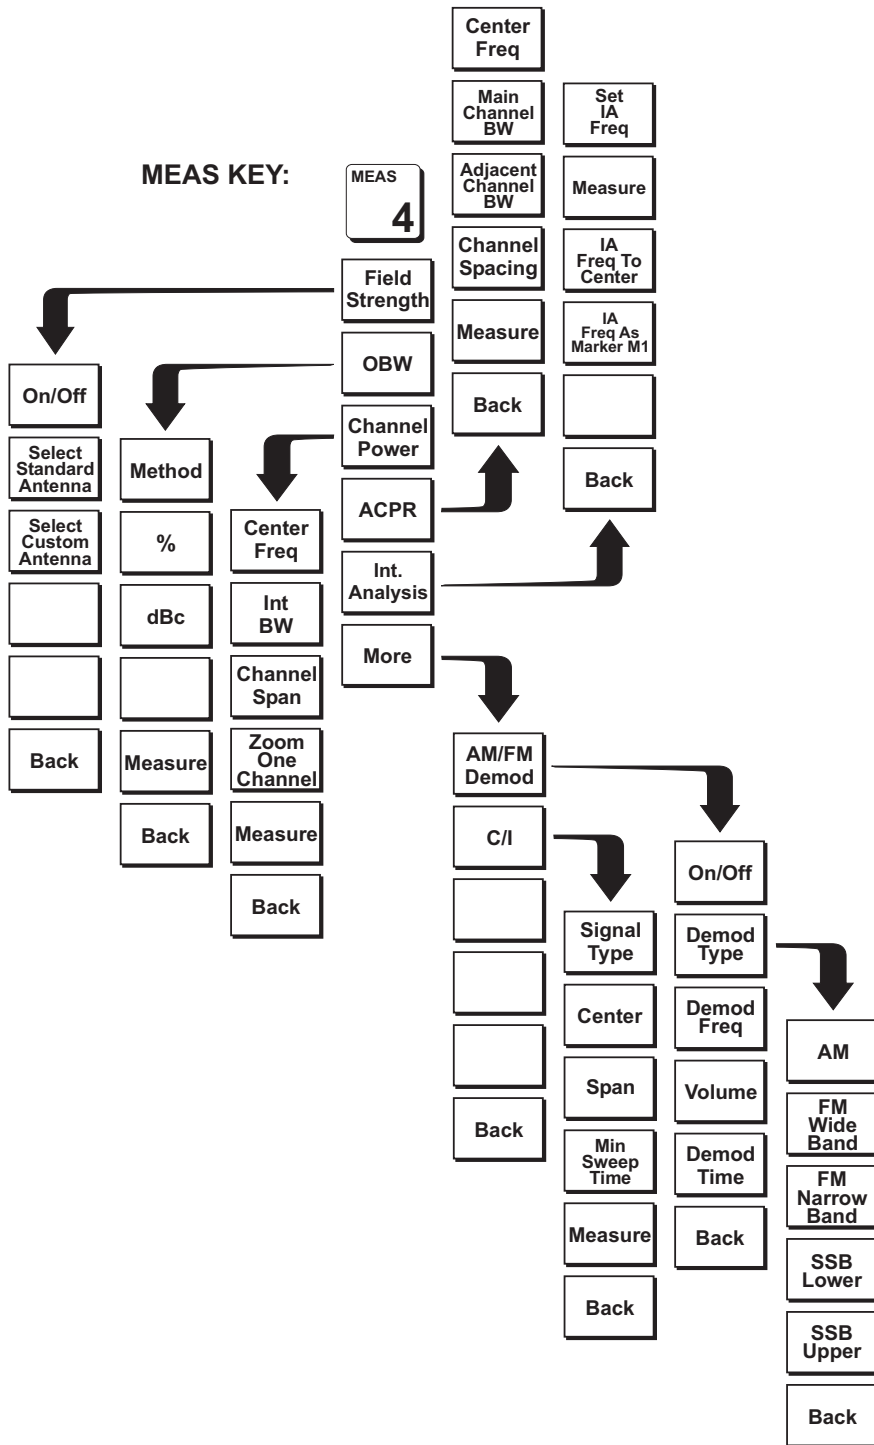 MEAS KEY:
MEAS
4
Field
Strength
OBW
Channel
Power
ACPR
Int.
Analysis
More
On/Off
Select
Standard
Antenna
Select
Custom
Antenna
Back
Method
%
dBc
Measure
Back
Center
Freq
Int
BW
Channel
Span
Zoom
One
Channel
Measure
Back
Center
Freq
Main
Channel
BW
Adjacent
Channel
BW
Channel
Spacing
Measure
Back
Set
IA
Freq
Measure
IA
Freq To
Center
IA
Freq As
Marker M1
Back
AM/FM
Demod
C/I
Back
Signal
Type
Center
Span
Min
Sweep
Time
Measure
Back
On/Off
Demod
Type
Demod
Freq
Volume
Demod
Time
Back
AM
FM
Wide
Band
FM
Narrow
Band
SSB
Lower
SSB
Upper
Back